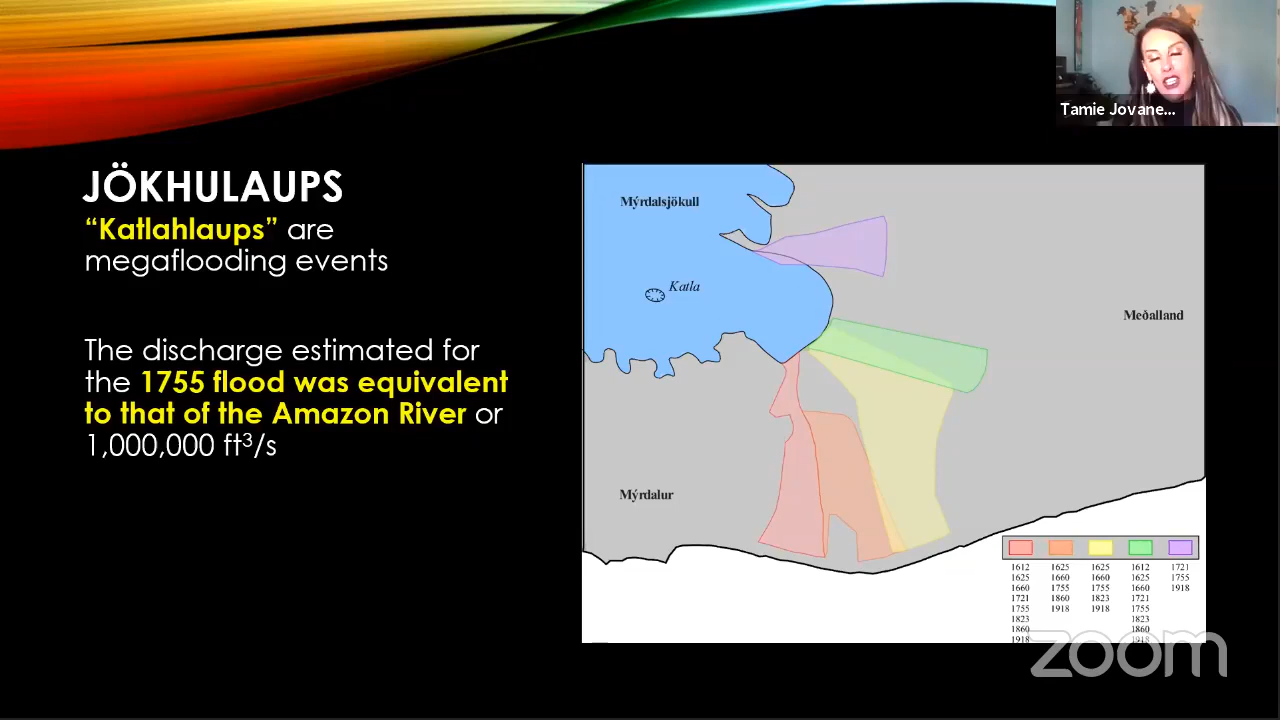 Tamie Jovane...
JÖKHULAUPS
“Katlahlaups” are
megaflooding events
The discharge estimated for
the 1755 flood was equivalent
to that of the Amazon River or
1,000,000 ft³/s
Mýrdalsjökull
Katla
Meðalland
Mýrdalur
1612 1625 1625 1612 1721
1625 1660 1660 1625 1755
1660 1755 1755 1660 1918
1721 1860 1823 1721
1755 1918 1918 1755
1823 1823
1860 1860
1918 1918
zoom